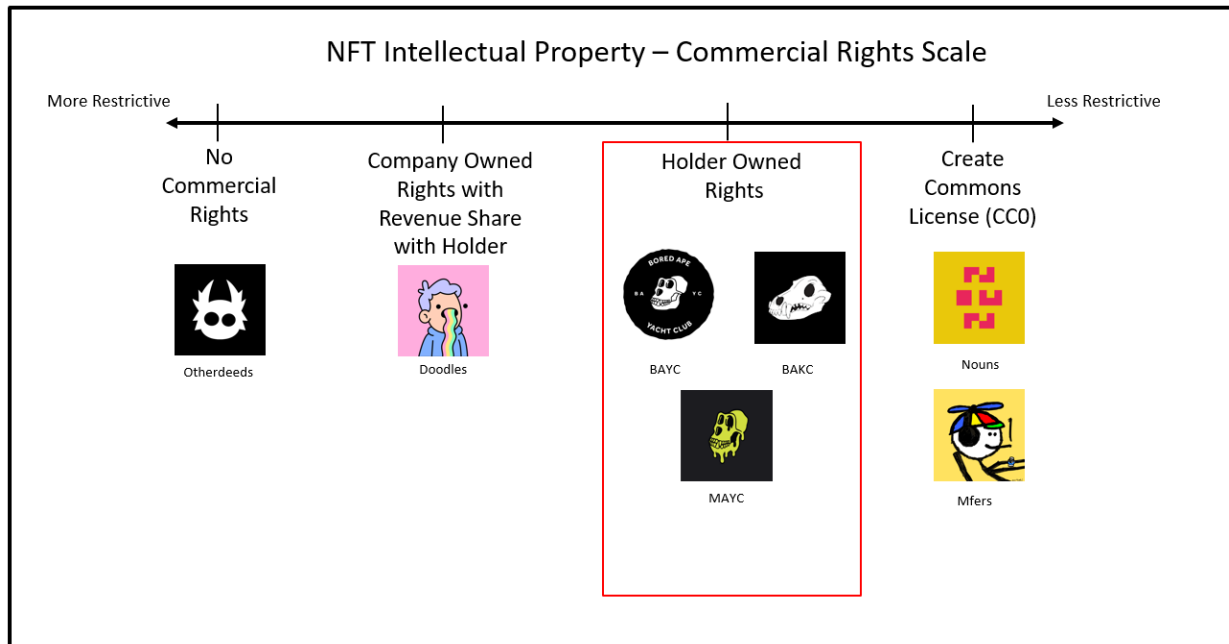 NFT Intellectual Property – Commercial Rights Scale
More Restrictive
Less Restrictive
No
Commercial
Rights
Company Owned
Rights with
Revenue Share
with Holder
Holder Owned
Rights
Create
Commons
License (CC0)
BORED APE
B A
Y C
YACHT CLUB
Otherdeeds
Doodles
BAYC
BAKC
Nouns
MAYC
Mfers